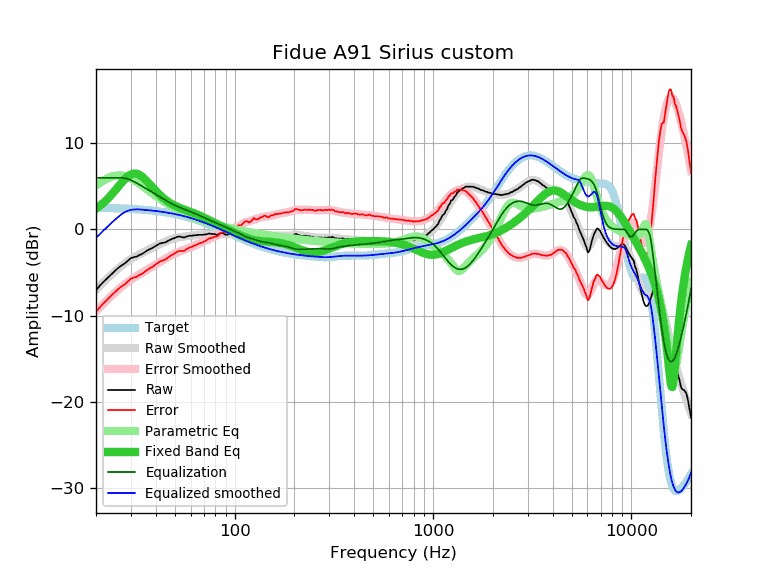 Fidue A91 Sirius custom
Amplitude (dBr)
10
0
−10
−20
−30
Target
Raw Smoothed
Error Smoothed
Raw
Error
Parametric Eq
Fixed Band Eq
Equalization
Equalized smoothed
100
1000
10000
Frequency (Hz)